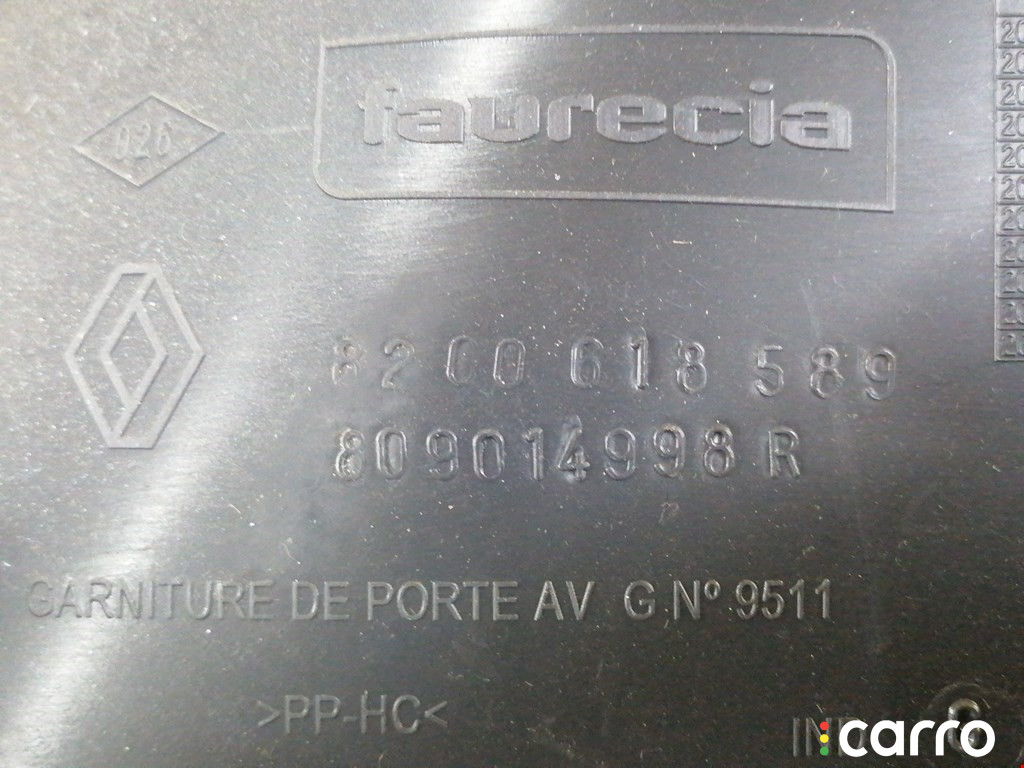 faurecia
026
8200 618 589
809014998 R
GARNITURE DE PORTE AV G Nº 9511
>PP-HC<
carro